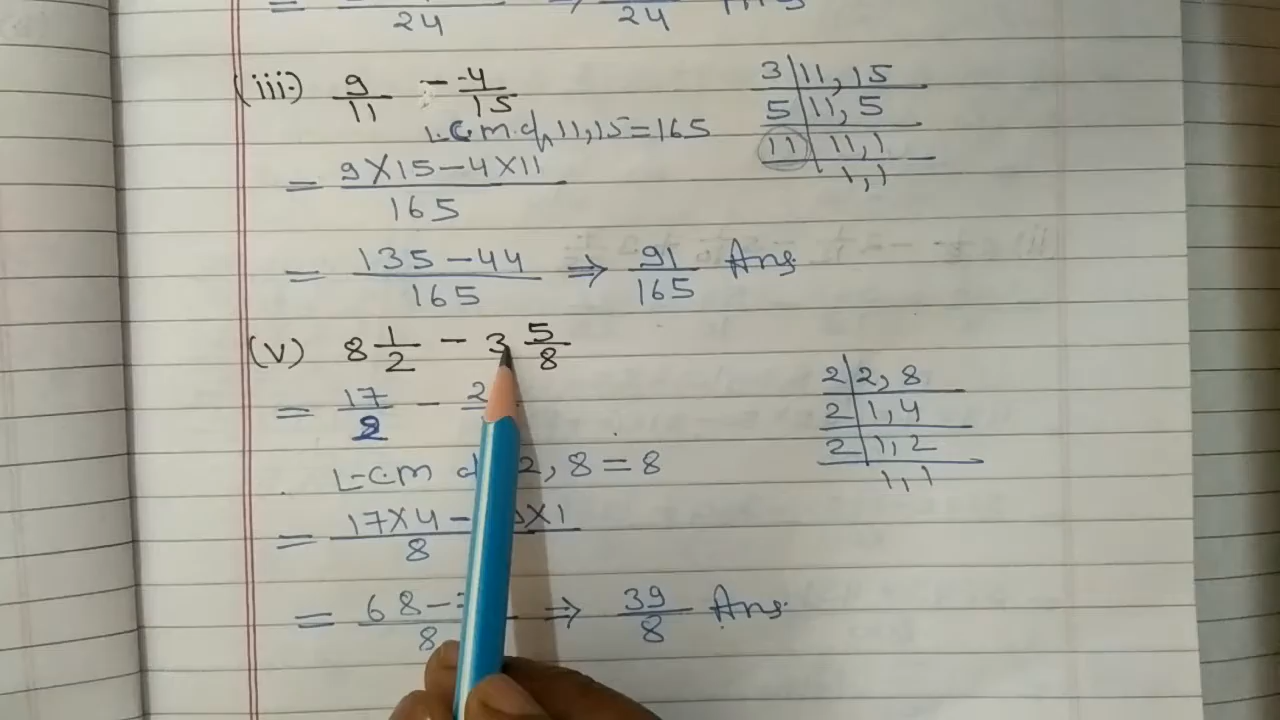 = /24 ⇒ /24
(iii) 9/11 - -4/15
L.C.M. of 11, 15 = 165
= 9×15-4×11/165
= 135-44/165 ⇒ 91/165 Ans
3|11, 15
5|11, 5
11|11, 1
1, 1
(v) 8 1/2 - 3 5/8
= 17/2 - 2
L.C.M of 2, 8 = 8
= 17×4- ×1/8
= 68- /8 ⇒ 39/8 Ans
2|2, 8
2|1, 4
2|1, 2
1, 1